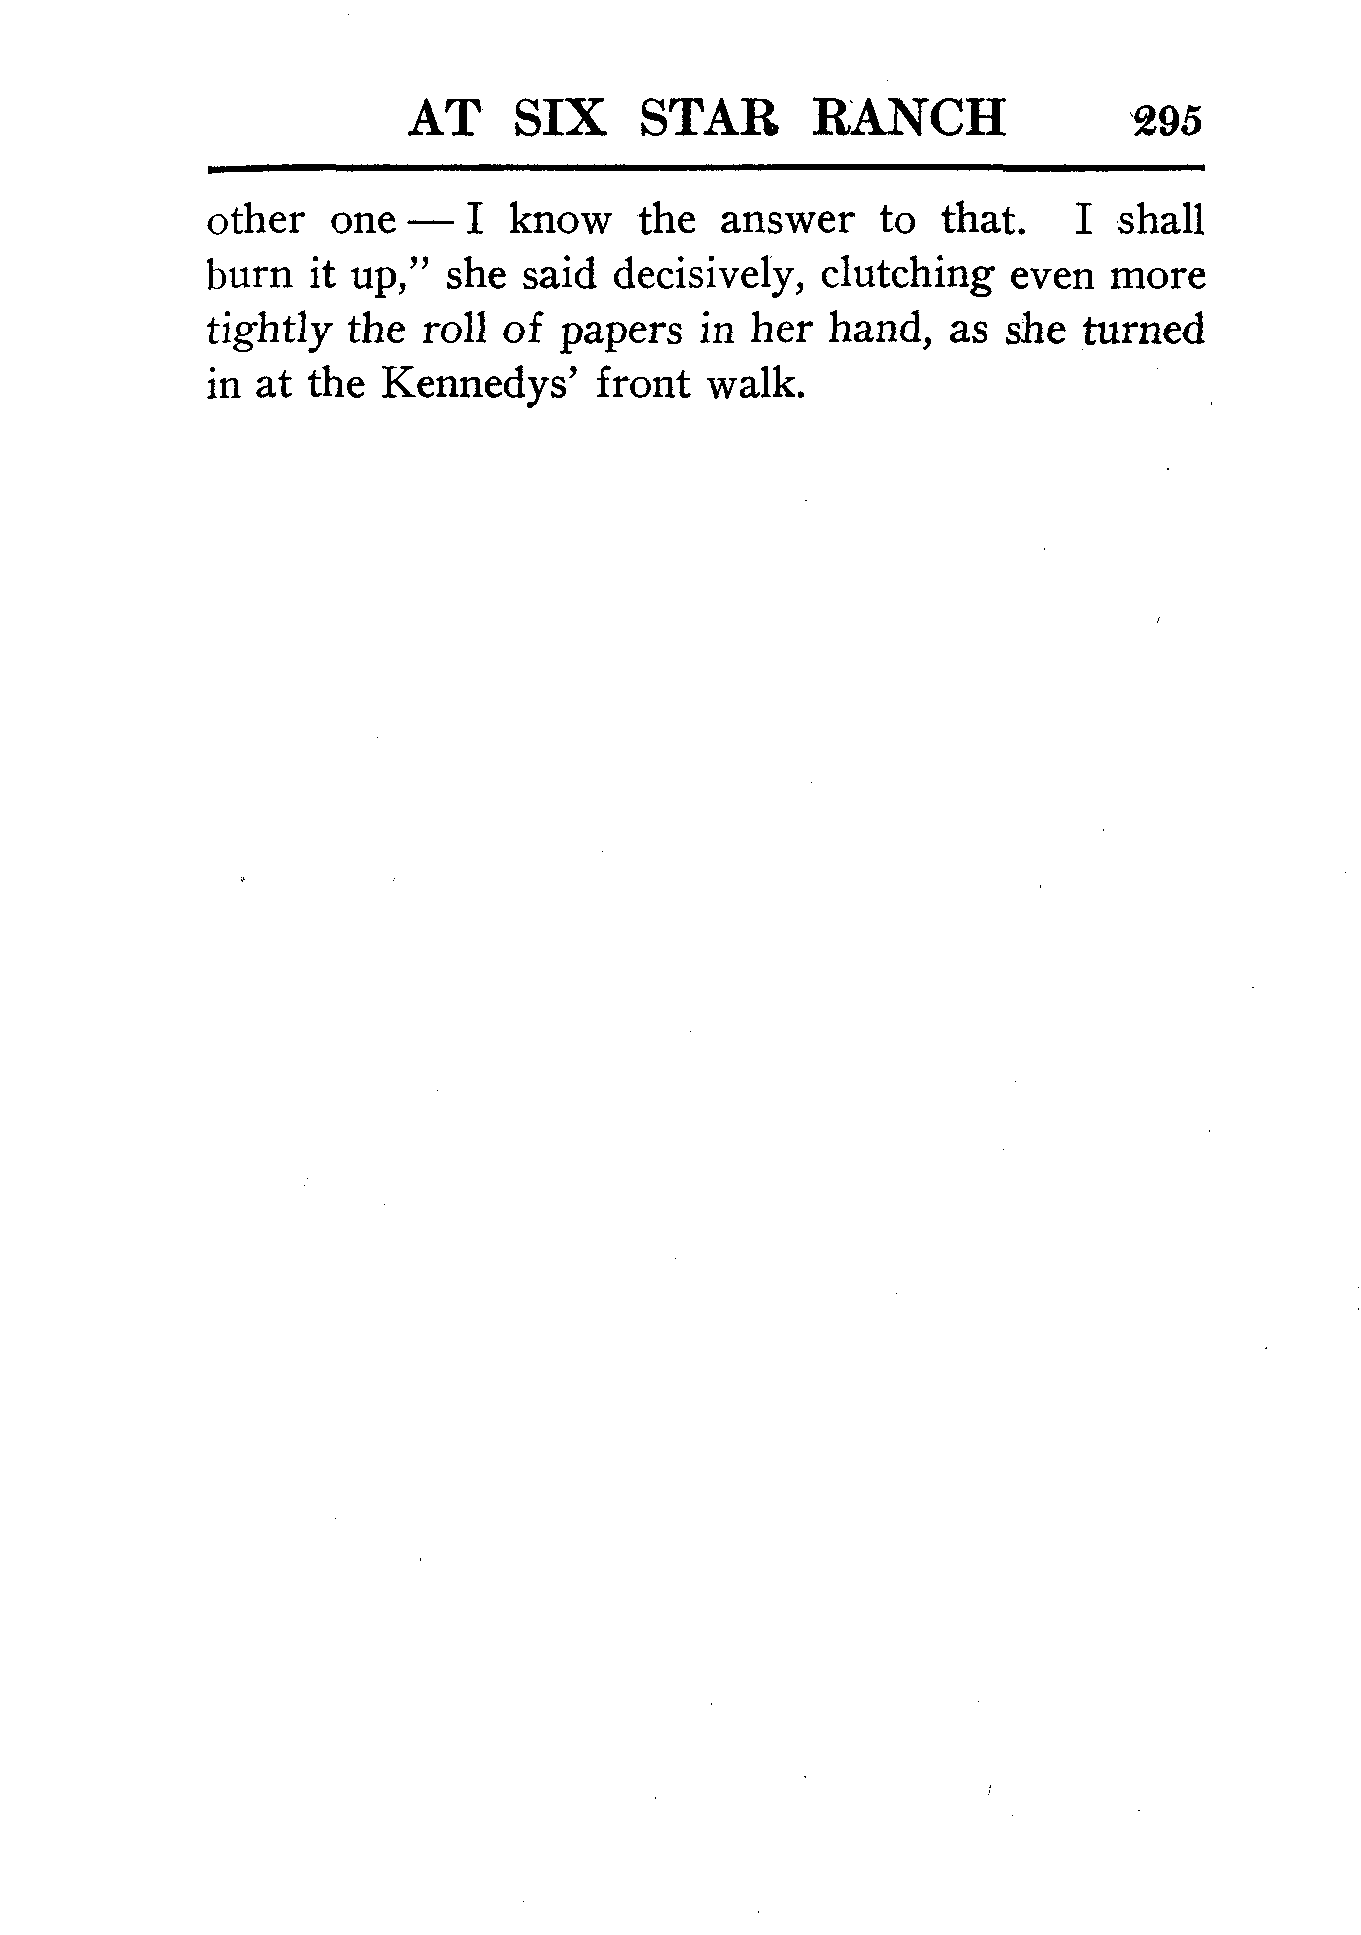 AT SIX STAR RANCH 295
other one — I know the answer to that. I shall
burn it up,” she said decisively, clutching even more
tightly the roll of papers in her hand, as she turned
in at the Kennedys’ front walk.